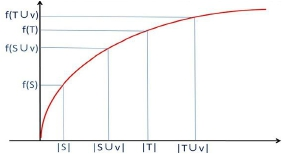 f(T∪v)
f(T)
f(S∪v)
f(S)
|S| |S∪v| |T| |T∪v|